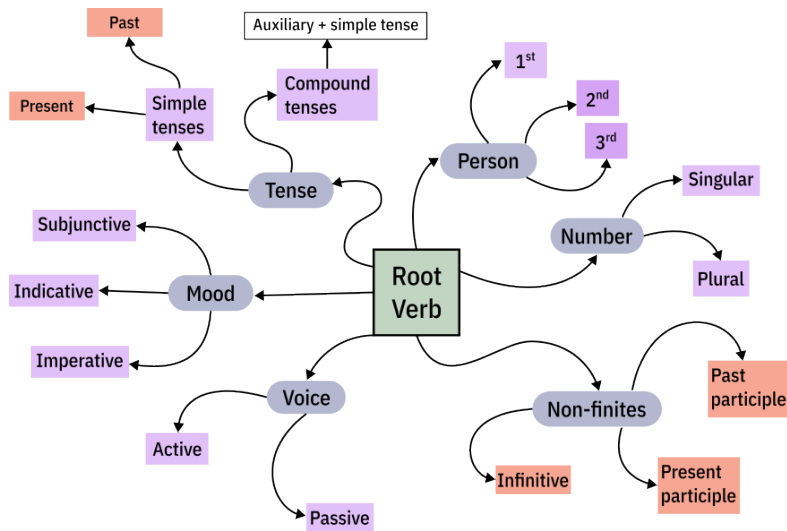 Past
Auxiliary + simple tense
Present
Simple
tenses
Compound
tenses
Tense
1st
2nd
3rd
Person
Singular
Number
Plural
Subjunctive
Indicative
Mood
Imperative
Root
Verb
Voice
Active
Passive
Non-finites
Past
participle
Infinitive
Present
participle